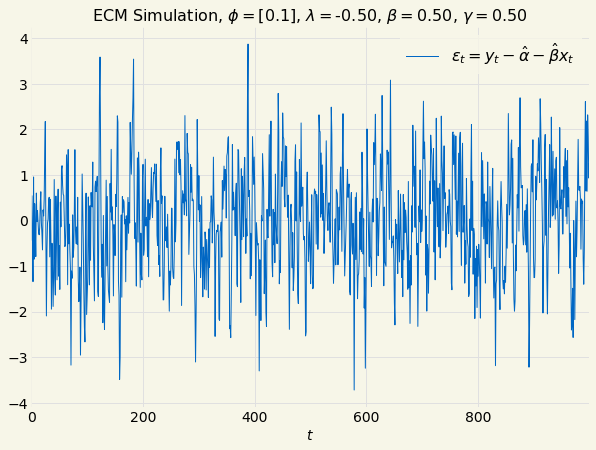 ECM Simulation, ϕ = [0.1], λ = -0.50, β = 0.50, γ = 0.50
εₜ = yₜ − α̂ − β̂xₜ
4
3
2
1
0
−1
−2
−3
−4
0 200 400 600 800
t